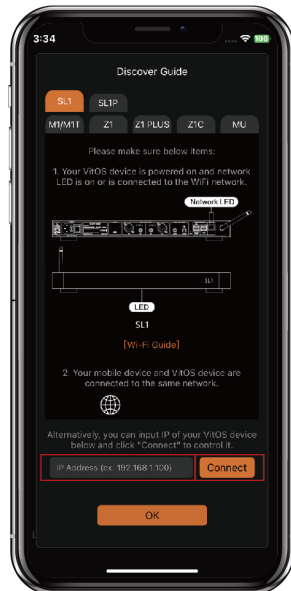 3:34
100
Discover Guide
SL1 SL1P
M1/M1T Z1 Z1 PLUS Z1C MU
Please make sure below items:
1. Your VitOS device is powered on and network
LED is on or is connected to the WiFi network.
Network LED
SL1
LED
SL1
[Wi-Fi Guide]
2. Your mobile device and VitOS device are
connected to the same network.
Alternatively, you can input IP of your VitOS device
below and click "Connect" to control it.
IP Address (ex: 192.168.1.100) Connect
OK